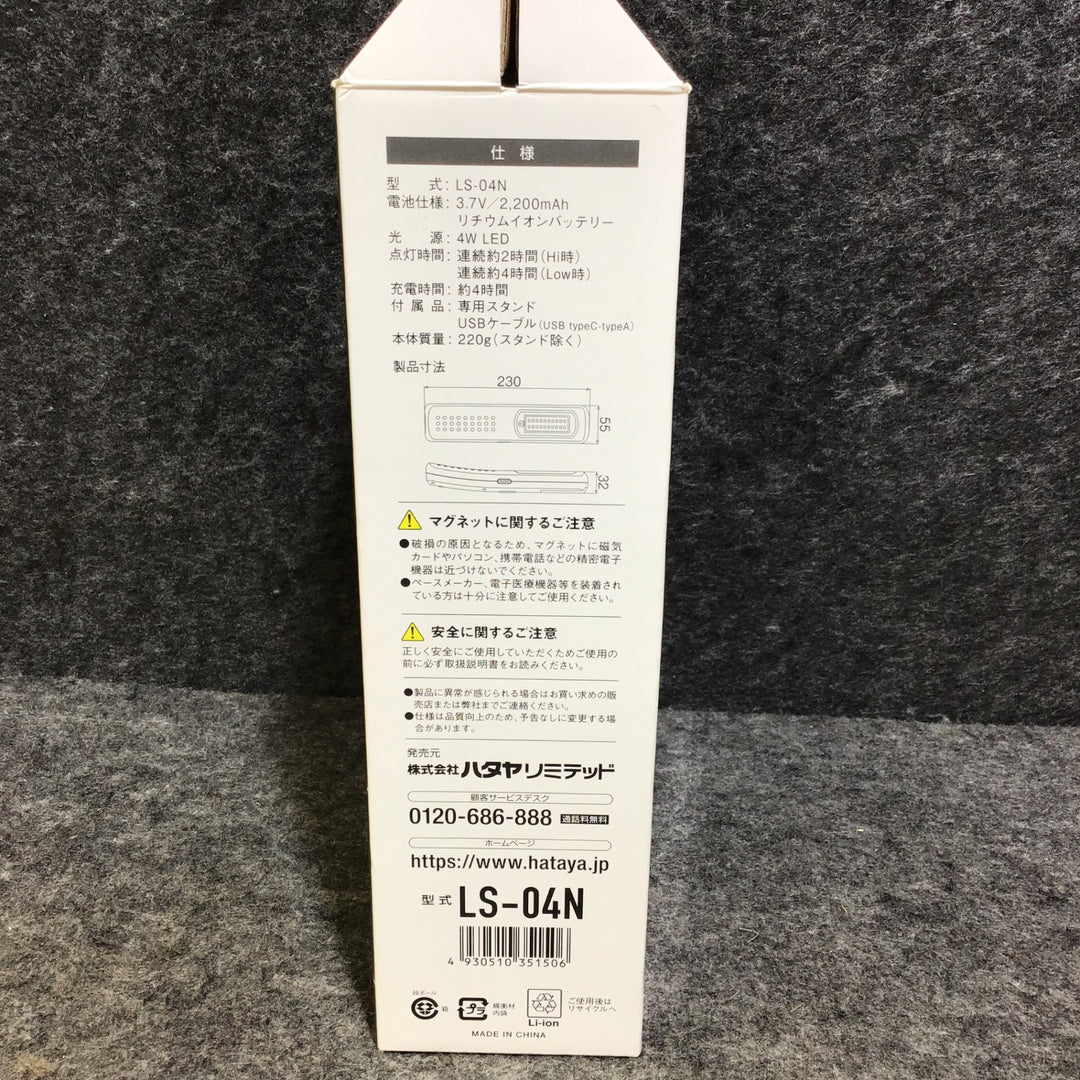 仕様
型　式：LS-04N
電池仕様：3.7V／2,200mAh
リチウムイオンバッテリー
光　源：4W LED
点灯時間：連続約2時間（Hi時）
連続約4時間（Low時）
充電時間：約4時間
付属品：専用スタンド
USBケーブル（USB typeC-typeA）
本体質量：220g（スタンド除く）
製品寸法
230
55
32
マグネットに関するご注意
●破損の原因となるため、マグネットに磁気
カードやパソコン、携帯電話などの精密電子
機器は近づけないでください。
●ペースメーカー、電子医療機器等を装着され
ている方は十分に注意してご使用ください。
安全に関するご注意
正しく安全にご使用していただくためご使用の
前に必ず取扱説明書をお読みください。
●製品に異常が感じられる場合はお買い求めの販
売店または弊社までご連絡ください。
●仕様は品質向上のため、予告なしに変更する場
合があります。
発売元
株式会社ハタヤリミテッド
顧客サービスデスク
0120-686-888 通話料無料
ホームページ
https://www.hataya.jp
型式 LS-04N
4 930510 351506
段ボール
箱
プラ
緩衝材
内袋
Li-ion
ご使用後は
リサイクルへ
MADE IN CHINA